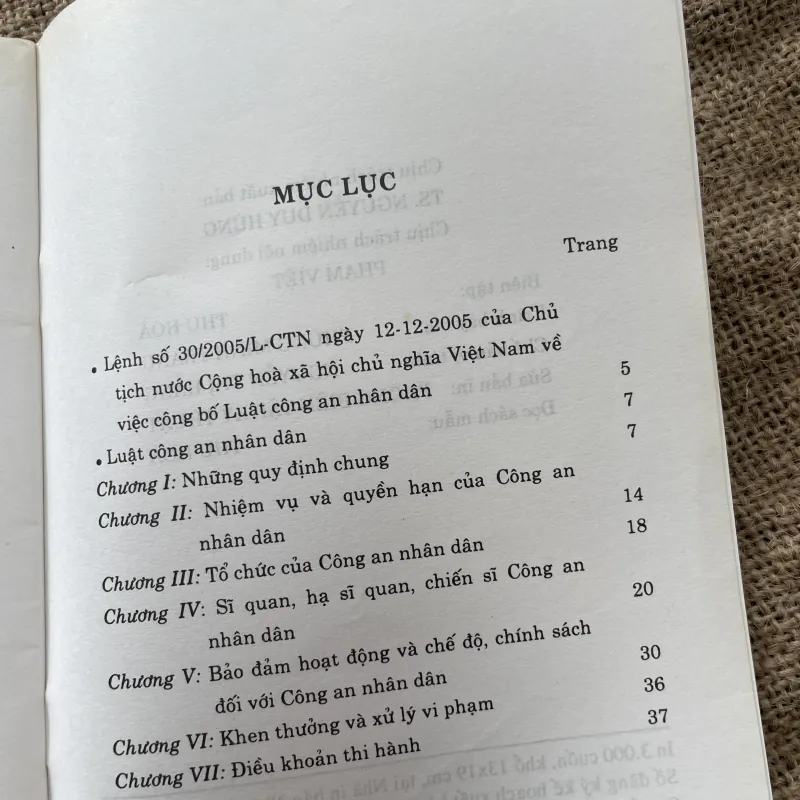 MỤC LỤC
Trang
• Lệnh số 30/2005/L-CTN ngày 12-12-2005 của Chủ
tịch nước Cộng hoà xã hội chủ nghĩa Việt Nam về
việc công bố Luật công an nhân dân 5
• Luật công an nhân dân 7
Chương I: Những quy định chung 7
Chương II: Nhiệm vụ và quyền hạn của Công an
nhân dân 14
Chương III: Tổ chức của Công an nhân dân 18
Chương IV: Sĩ quan, hạ sĩ quan, chiến sĩ Công an
nhân dân 20
Chương V: Bảo đảm hoạt động và chế độ, chính sách
đối với Công an nhân dân 30
Chương VI: Khen thưởng và xử lý vi phạm 36
Chương VII: Điều khoản thi hành 37